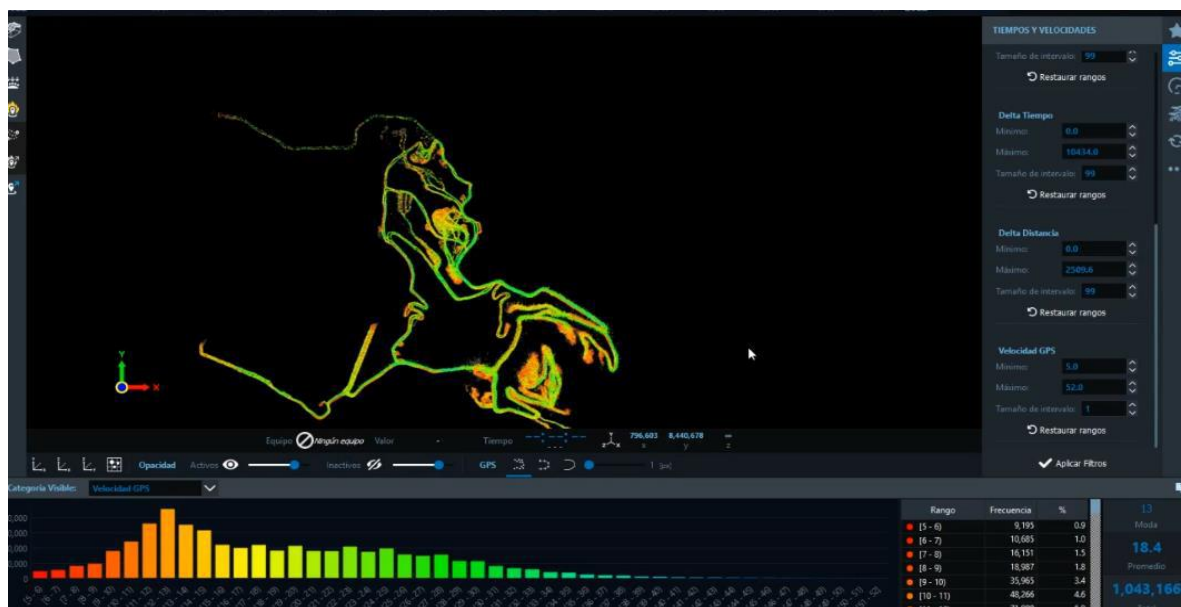 TIEMPOS Y VELOCIDADES
Tamaño de intervalo: 99
Restaurar rangos
Delta Tiempo
Mínimo: 0.0
Máximo: 10434.0
Tamaño de intervalo: 99
Restaurar rangos
Delta Distancia
Mínimo: 0.0
Máximo: 2509.6
Tamaño de intervalo: 99
Restaurar rangos
Velocidad GPS
Mínimo: 5.0
Máximo: 52.0
Tamaño de intervalo: 1
Restaurar rangos
Aplicar Filtros
Y
X
Equipo Ningún equipo Valor - Tiempo 796,603 8,440,678
x y z
Opacidad Activos Inactivos GPS 1
Categoría Visible: Velocidad GPS
Rango Frecuencia %
[5 - 6) 9,195 0.9
[6 - 7) 10,685 1.0
[7 - 8) 16,151 1.5
[8 - 9) 18,987 1.8
[9 - 10) 35,965 3.4
[10 - 11) 48,266 4.6
13
Moda
18.4
Promedio
1,043,166